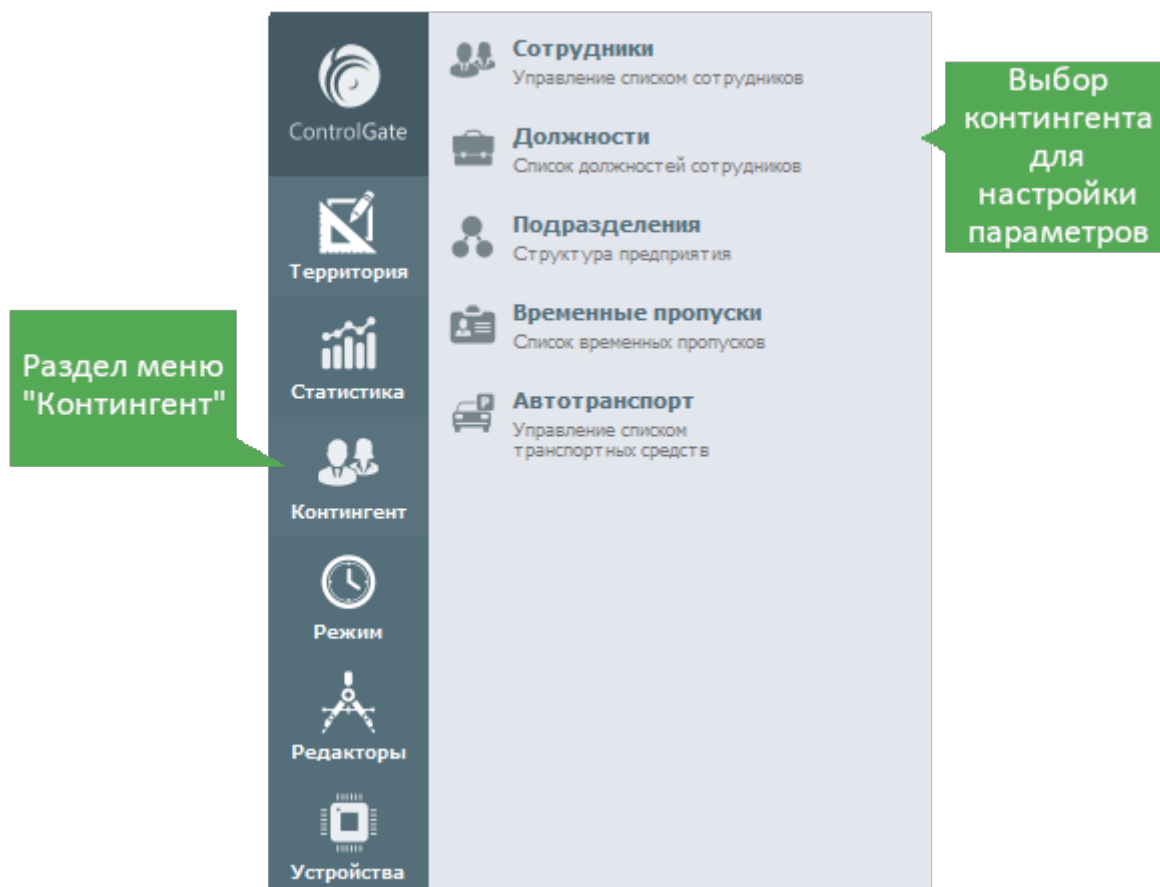 ControlGate
Территория
Статистика
Контингент
Режим
Редакторы
Устройства
Сотрудники
Управление списком сотрудников
Должности
Список должностей сотрудников
Подразделения
Структура предприятия
Временные пропуски
Список временных пропусков
P
Автотранспорт
Управление списком
транспортных средств
Раздел меню
"Контингент"
Выбор
контингента
для
настройки
параметров